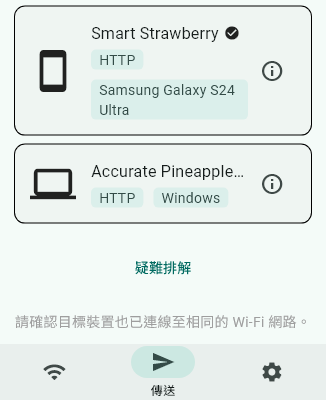 Smart Strawberry
HTTP
Samsung Galaxy S24
Ultra
Accurate Pineapple…
HTTP Windows
疑難排解
請確認目標裝置也已連線至相同的 Wi-Fi 網路。
傳送